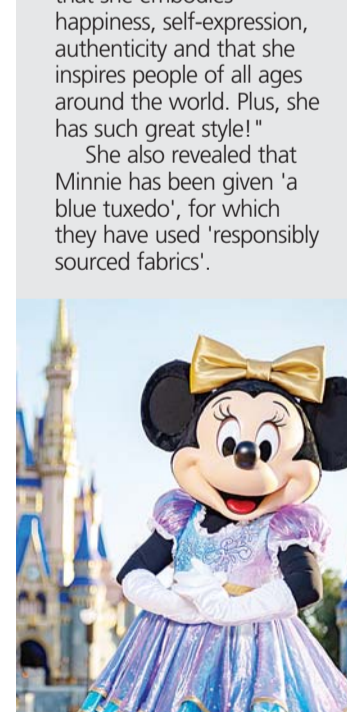 that she embodies
happiness, self-expression,
authenticity and that she
inspires people of all ages
around the world. Plus, she
has such great style!"
She also revealed that
Minnie has been given 'a
blue tuxedo', for which
they have used 'responsibly
sourced fabrics'.